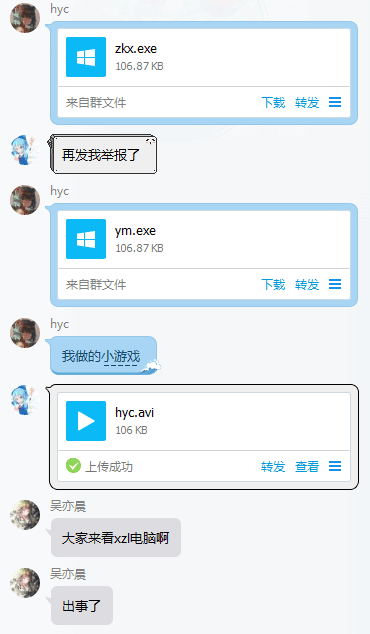 hyc
zkx.exe
106.87 KB
来自群文件 下载 转发
再发我举报了
hyc
ym.exe
106.87 KB
来自群文件 下载 转发
hyc
我做的小游戏
hyc.avi
106 KB
上传成功 转发 查看
吴亦晨
大家来看xzl电脑啊
吴亦晨
出事了